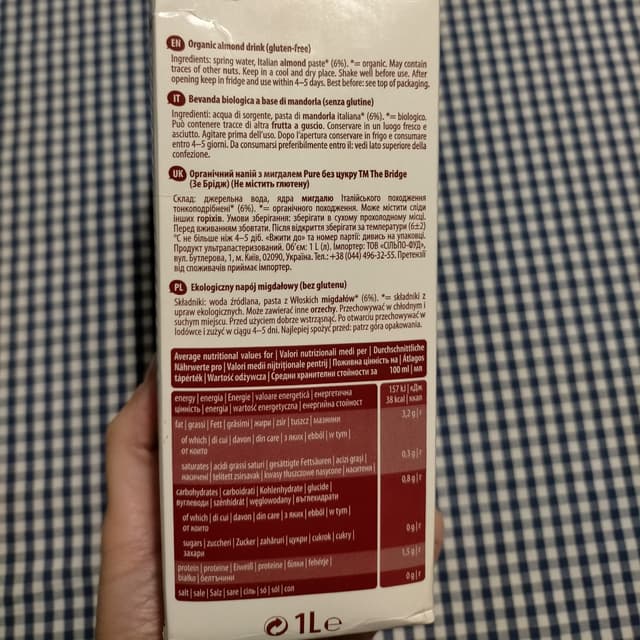 EN Organic almond drink (gluten-free)
Ingredients: spring water, Italian almond paste* (6%). *= organic. May contain
traces of other nuts. Keep in a cool and dry place. Shake well before use. After
opening keep in fridge and use within 4–5 days. Best before: see top of packaging.
IT Bevanda biologica a base di mandorla (senza glutine)
Ingredienti: acqua di sorgente, pasta di mandorla italiana* (6%). *= biologico.
Può contenere tracce di altra frutta a guscio. Conservare in un luogo fresco e
asciutto. Agitare prima dell'uso. Dopo l'apertura conservare in frigo e consumare
entro 4–5 giorni. Da consumarsi preferibilmente entro il: vedi lato superiore della
confezione.
UK Органічний напій з мигдалем Pure без цукру ТМ The Bridge
(Зе Брідж) (Не містить глютену)
Склад: джерельна вода, ядра мигдалю Італійського походження
тонкоподрібнені* (6%). *= органічного походження. Може містити сліди
інших горіхів. Умови зберігання: зберігати в сухому прохолодному місці.
Перед вживанням збовтати. Після відкриття зберігати за температури (6±2)
°C не більше ніж 4–5 діб. «Вжити до» та номер партії: дивись на упаковці.
Продукт ультрапастеризований. Об'єм: 1 L (л). Імпортер: ТОВ «СІЛЬПО-ФУД»,
вул. Бутлерова, 1, м. Київ, 02090, Україна. Тел.: +38 (044) 496-32-55. Претензії
від споживачів приймає імпортер.
PL Ekologiczny napój migdałowy (bez glutenu)
Składniki: woda źródlana, pasta z Włoskich migdałów* (6%). *= składniki z
upraw ekologicznych. Może zawierać inne orzechy. Przechowywać w chłodnym i
suchym miejscu. Przed użyciem dobrze wstrząsnąć. Po otwarciu przechowywać w
lodówce i zużyć w ciągu 4–5 dni. Najlepiej spożyć przed: patrz góra opakowania.
Average nutritional values for | Valori nutrizionali medi per | Durchschnittliche
Nährwerte pro | Valori medii nijtriționale pentrij | Поживна цінність на | Átlagos
tápérték | Wartość odżywcza | Средни хранителни стойности за 100 ml | мл
energy | energia | Energie | valoare energetică | енергетична 157 kJ | кДж
цінність | energia | wartość energetyczna | енергийна стойност 38 kcal | ккал
fat | grassi | Fett | grăsimi | жири | zsír | tuszcz | мазнини 3,2 g | г
of which | di cui | davon | din care | з яких | ebből | w tym |
от които
saturates | acidi grassi saturi | gesättigte Fettsäuren | acizi grași | 0,3 g | г
насичені | telített zsírsavak | kwasy tłuszczowe nasycone | наситени
carbohydrates | carboidrati | Kohlenhydrate | glucide | 0,8 g | г
вуглеводи | szénhidrát | węglowodany | въглехидрати
of which | di cui | davon | din care | з яких | ebből | w tym |
от които
sugars | zuccheri | Zucker | zaháruri | цукри | cukrok | cukry | 0 g | г
захари
protein | proteine | Eiweiß | proteine | білки | fehérje | 1,5 g | г
białko | белтъчини
salt | sale | Salz | sare | сіль | só | sól | сол 0 g | г
1L e